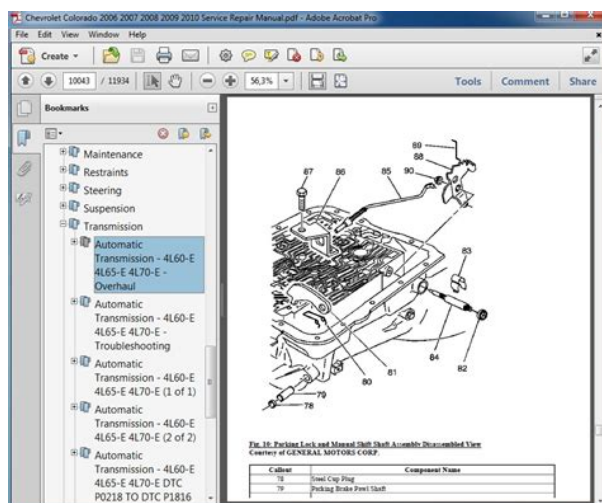 Chevrolet Colorado 2006 2007 2008 2009 2010 Service Repair Manual.pdf - Adobe Acrobat Pro
File Edit View Window Help
Create
10043 / 11934 56,3% Tools Comment Share
Bookmarks
Maintenance
Restraints
Steering
Suspension
Transmission
Automatic
Transmission - 4L60-E
4L65-E 4L70-E -
Overhaul
Automatic
Transmission - 4L60-E
4L65-E 4L70-E -
Troubleshooting
Automatic
Transmission - 4L60-E
4L65-E 4L70-E (1 of 1)
Automatic
Transmission - 4L60-E
4L65-E 4L70-E (2 of 2)
Automatic
Transmission - 4L60-E
4L65-E 4L70-E DTC
P0218 TO DTC P1816
89
88
90
87
86
85
83
84
82
81
80
79
78
Fig. 10: Parking Lock and Manual Shift Shaft Assembly Disassembled View
Courtesy of GENERAL MOTORS CORP.
Callout Component Name
78 Steel Cup Plug
79 Parking Brake Pawl Shaft